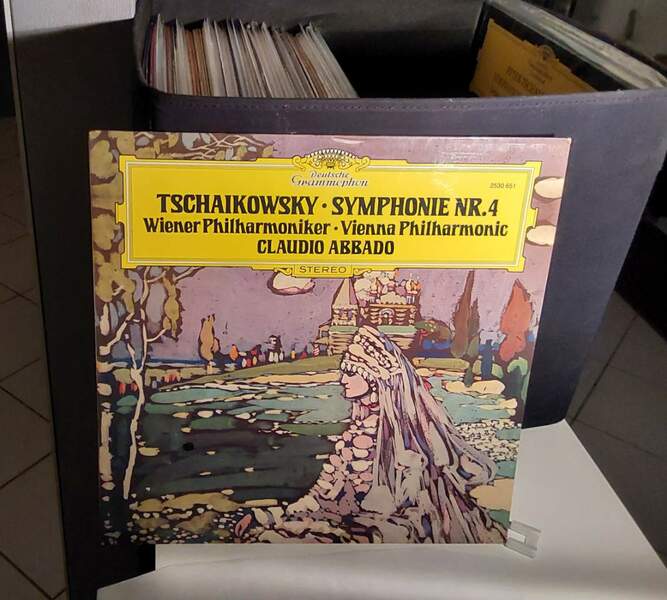 Deutsche
Grammophon
2530 651
TSCHAIKOWSKY · SYMPHONIE NR. 4
Wiener Philharmoniker · Vienna Philharmonic
CLAUDIO ABBADO
STEREO